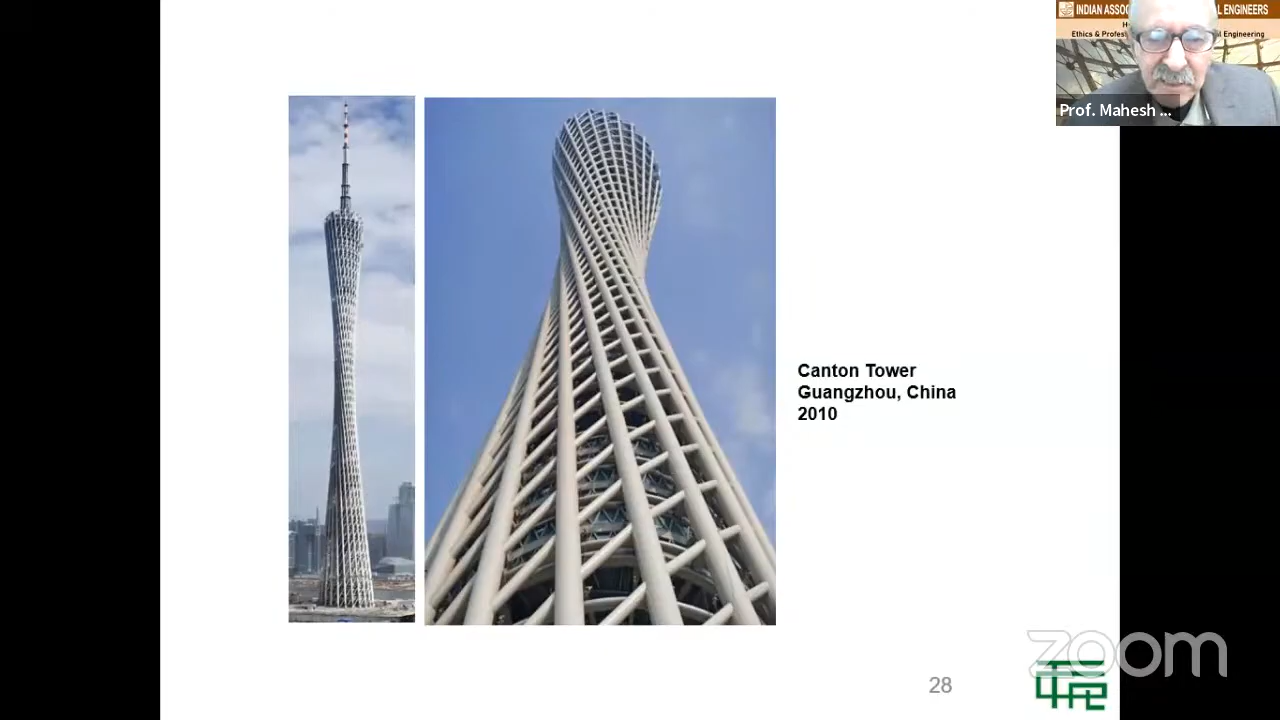 INDIAN ASSOC
L ENGINEERS
H
Ethics & Profes
l Engineering
Prof. Mahesh ...
Canton Tower
Guangzhou, China
2010
28
zoom